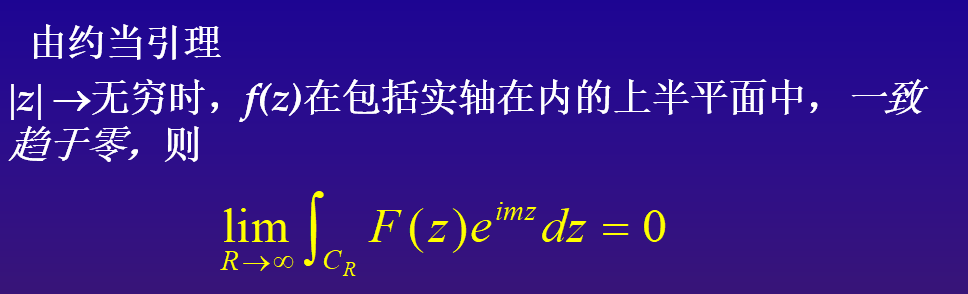 由约当引理
|z| →无穷时，f(z)在包括实轴在内的上半平面中，一致
趋于零，则
lim_{R→∞} ∫_{C_R} F(z)e^{imz} dz = 0